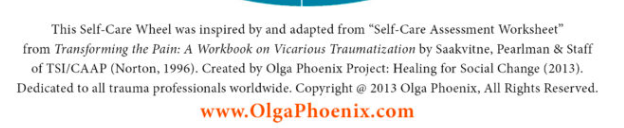 This Self-Care Wheel was inspired by and adapted from “Self-Care Assessment Worksheet”
from Transforming the Pain: A Workbook on Vicarious Traumatization by Saakvitne, Pearlman & Staff
of TSI/CAAP (Norton, 1996). Created by Olga Phoenix Project: Healing for Social Change (2013).
Dedicated to all trauma professionals worldwide. Copyright @ 2013 Olga Phoenix, All Rights Reserved.
www.OlgaPhoenix.com